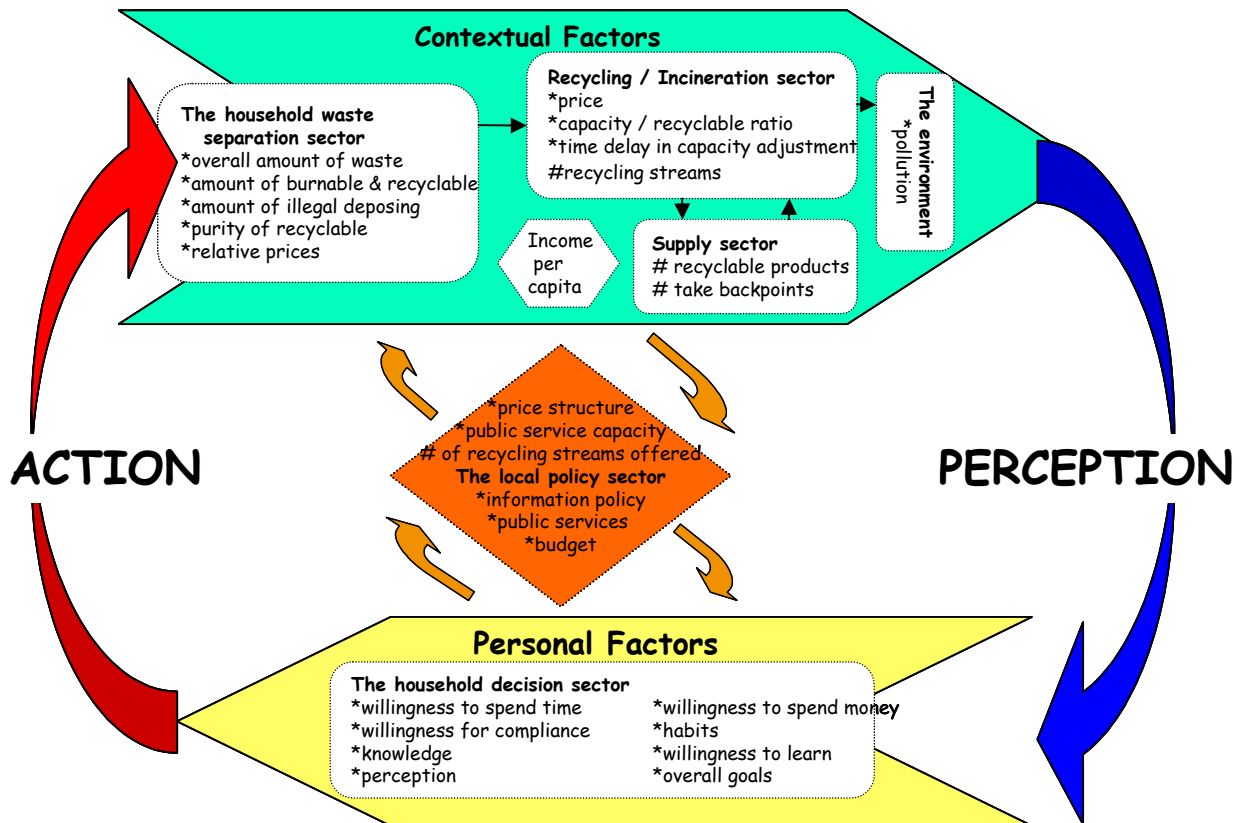 Contextual Factors
The household waste
separation sector
*overall amount of waste
*amount of burnable & recyclable
*amount of illegal deposing
*purity of recyclable
*relative prices
Recycling / Incineration sector
*price
*capacity / recyclable ratio
*time delay in capacity adjustment
#recycling streams
The environment
*pollution
Income
per
capita
Supply sector
# recyclable products
# take backpoints
ACTION
PERCEPTION
*price structure
*public service capacity
# of recycling streams offered
The local policy sector
*information policy
*public services
*budget
Personal Factors
The household decision sector
*willingness to spend time
*willingness for compliance
*knowledge
*perception
*willingness to spend money
*habits
*willingness to learn
*overall goals